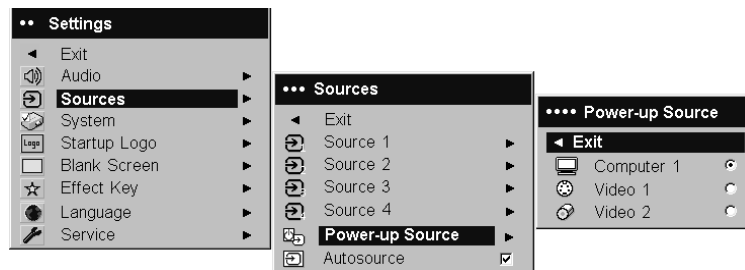 •• Settings
Exit
Audio
Sources
System
Logo Startup Logo
Blank Screen
Effect Key
Language
Service
••• Sources
Exit
Source 1
Source 2
Source 3
Source 4
Power-up Source
Autosource
•••• Power-up Source
Exit
Computer 1
Video 1
Video 2